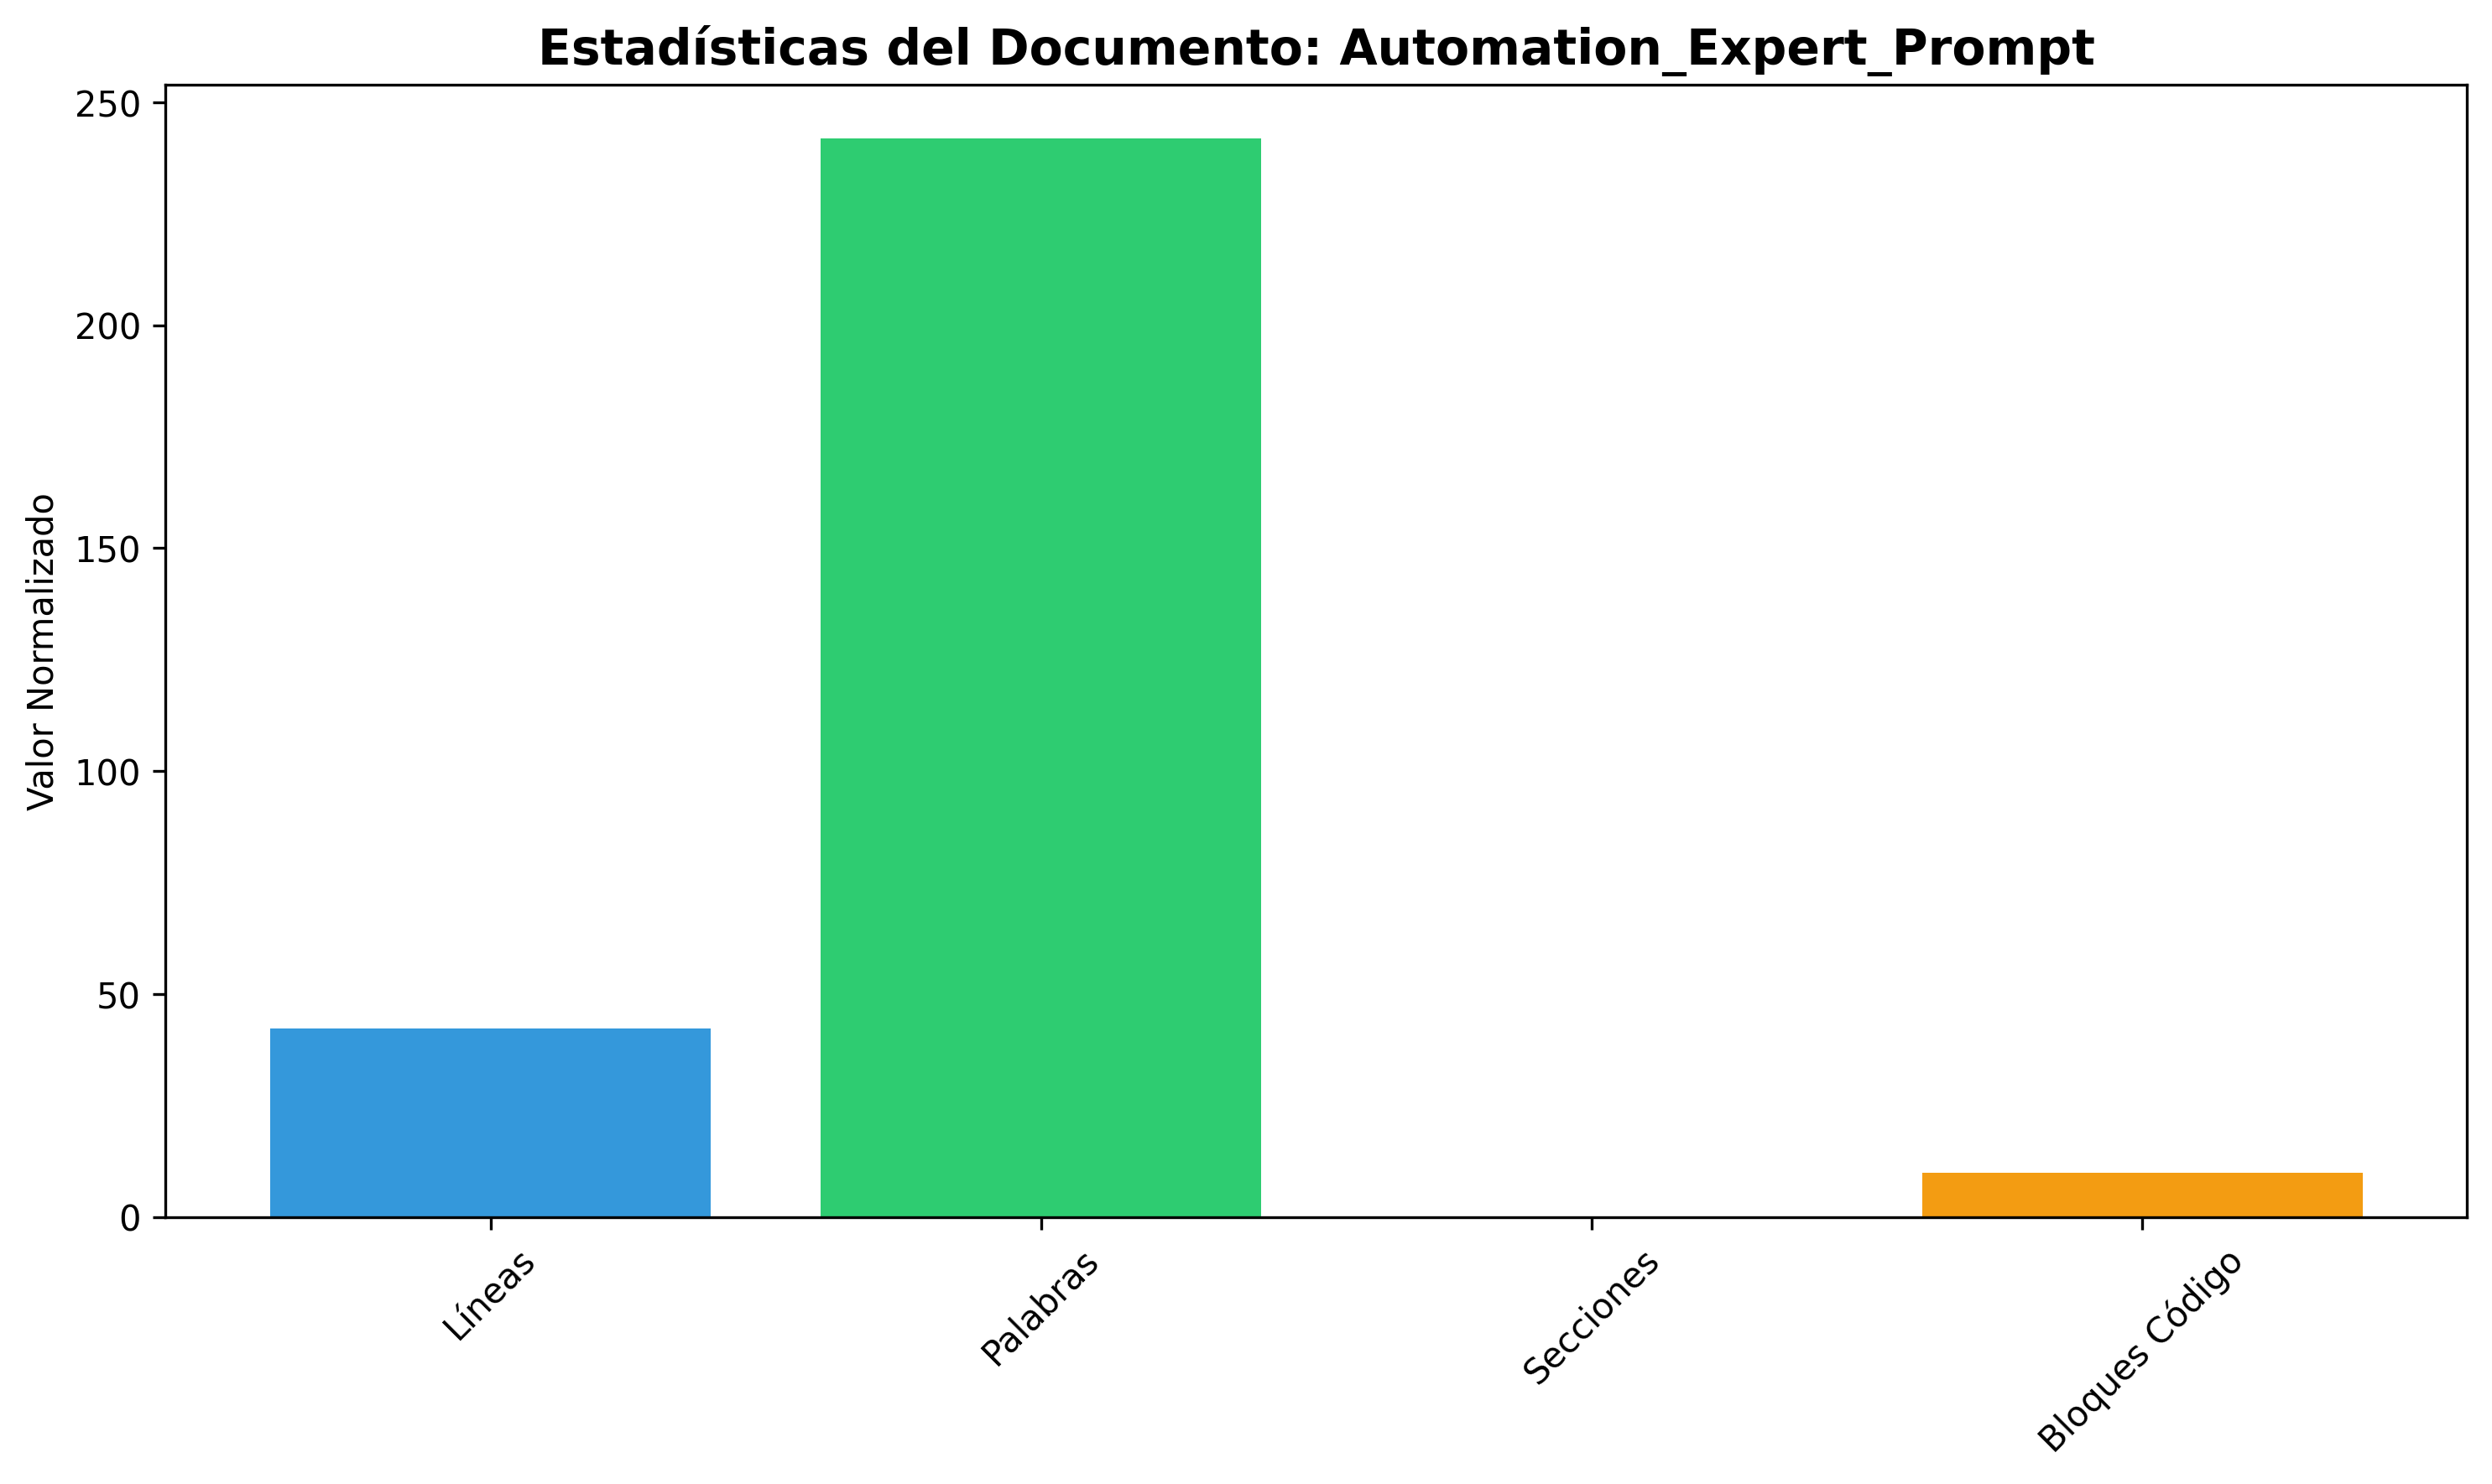 Estadísticas del Documento: Automation_Expert_Prompt
Valor Normalizado
250
200
150
100
50
0
Líneas
Palabras
Secciones
Bloques Código